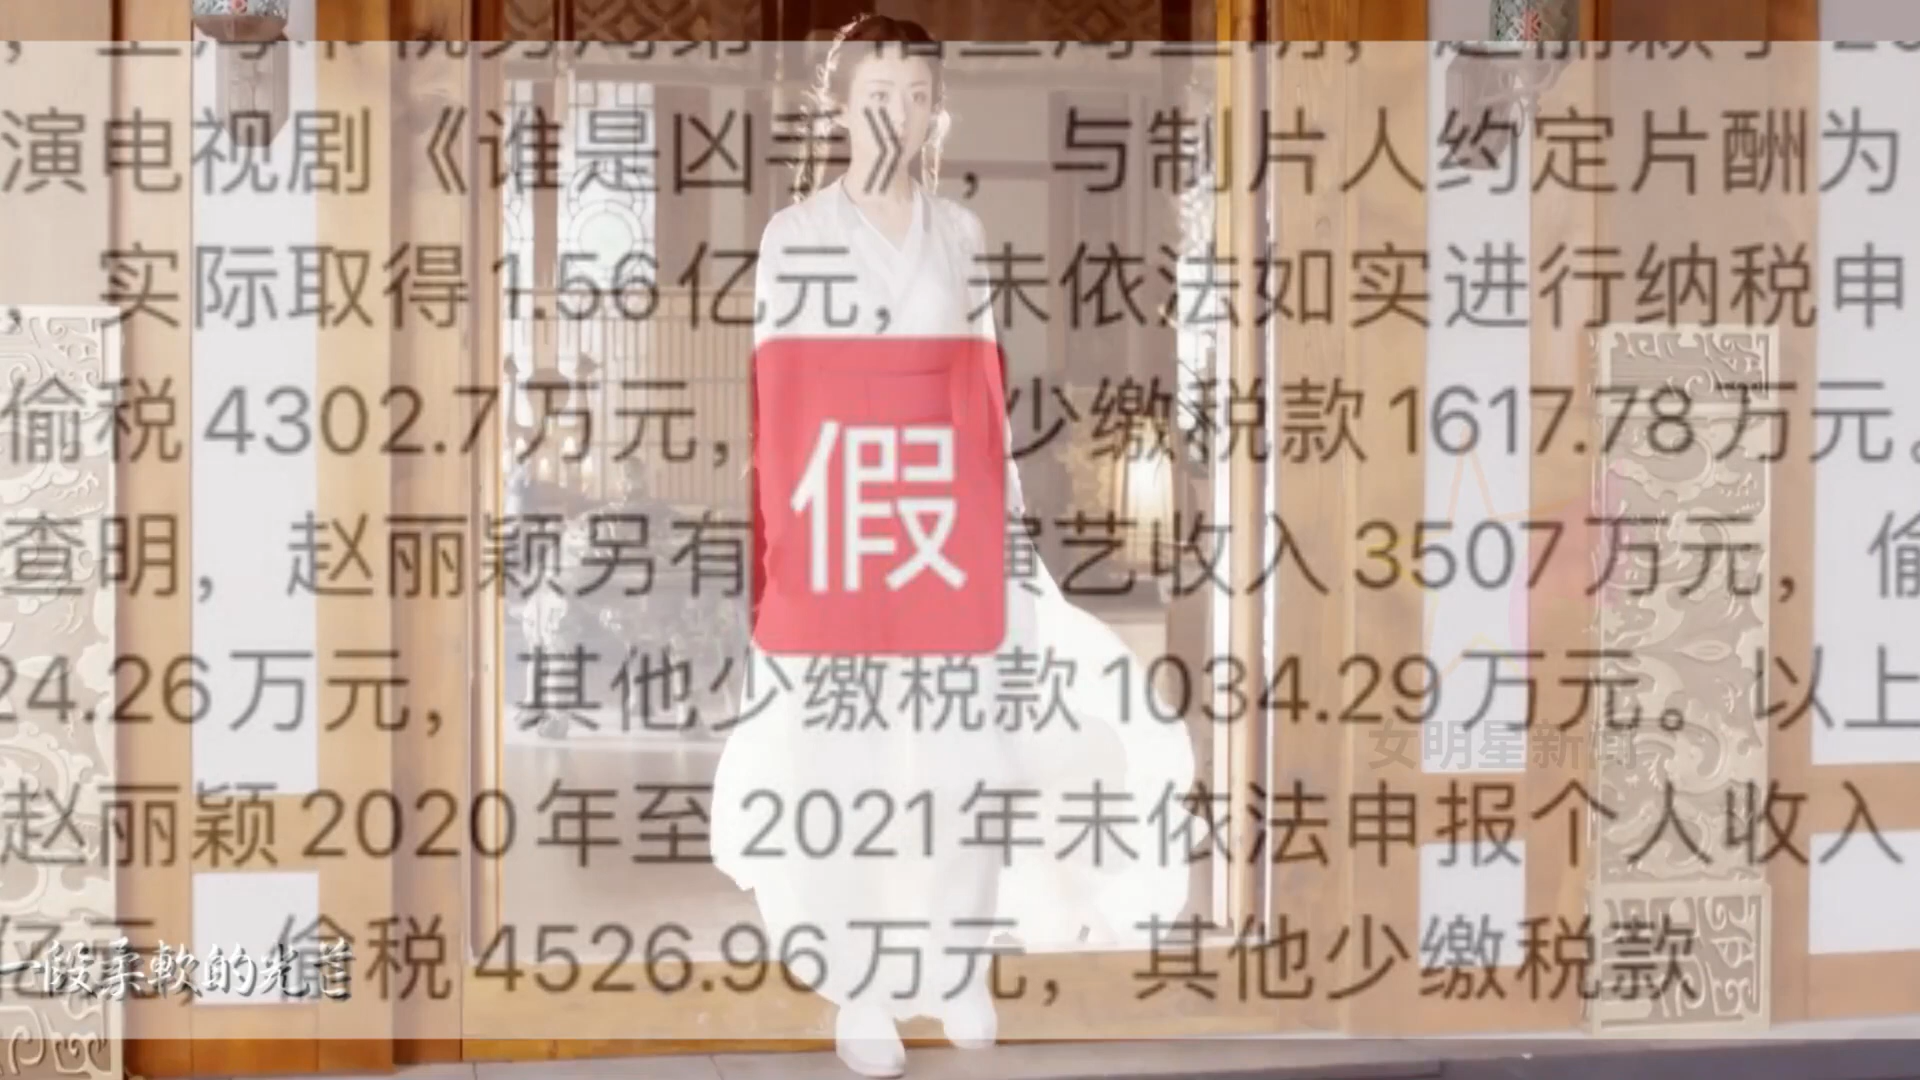 演电视剧《谁是凶手》，与制片人约定片酬为
，实际取得1.56亿元，未依法如实进行纳税申
偷税4302.7万元，少缴税款1617.78万元。
假
查明，赵丽颖另有演艺收入3507万元，偷
24.26万元，其他少缴税款1034.29万元。以上
女明星新闻
赵丽颖2020年至2021年未依法申报个人收入
亿元，偷税4526.96万元，其他少缴税款
一段柔軟的光芒